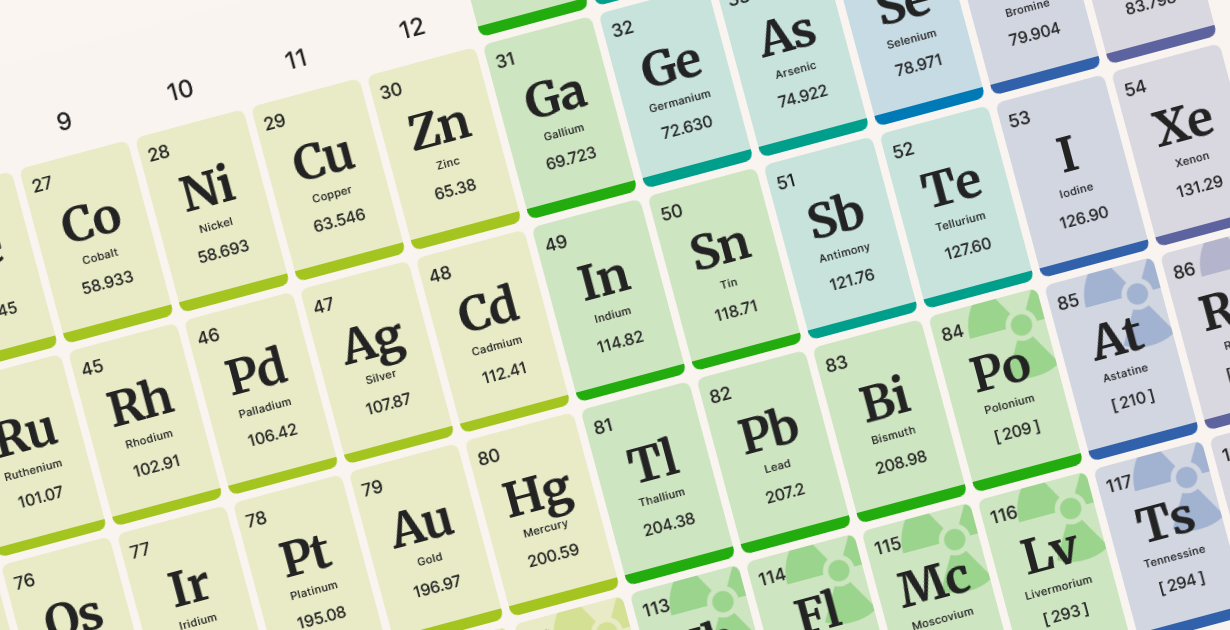 9
10
11
12
27
Co
Cobalt
58.933
28
Ni
Nickel
58.693
29
Cu
Copper
63.546
30
Zn
Zinc
65.38
31
Ga
Gallium
69.723
32
Ge
Germanium
72.630
As
Arsenic
74.922
Se
Selenium
78.971
Bromine
79.904
Ru
Ruthenium
101.07
45
Rh
Rhodium
102.91
46
Pd
Palladium
106.42
47
Ag
Silver
107.87
48
Cd
Cadmium
112.41
49
In
Indium
114.82
50
Sn
Tin
118.71
51
Sb
Antimony
121.76
52
Te
Tellurium
127.60
53
I
Iodine
126.90
54
Xe
Xenon
131.29
76
Os
77
Ir
Iridium
78
Pt
Platinum
195.08
79
Au
Gold
196.97
80
Hg
Mercury
200.59
81
Tl
Thallium
204.38
82
Pb
Lead
207.2
83
Bi
Bismuth
208.98
84
Po
Polonium
[209]
85
At
Astatine
[210]
86
113
114
Fl
115
Mc
Moscovium
116
Lv
Livermorium
[293]
117
Ts
Tennessine
[294]